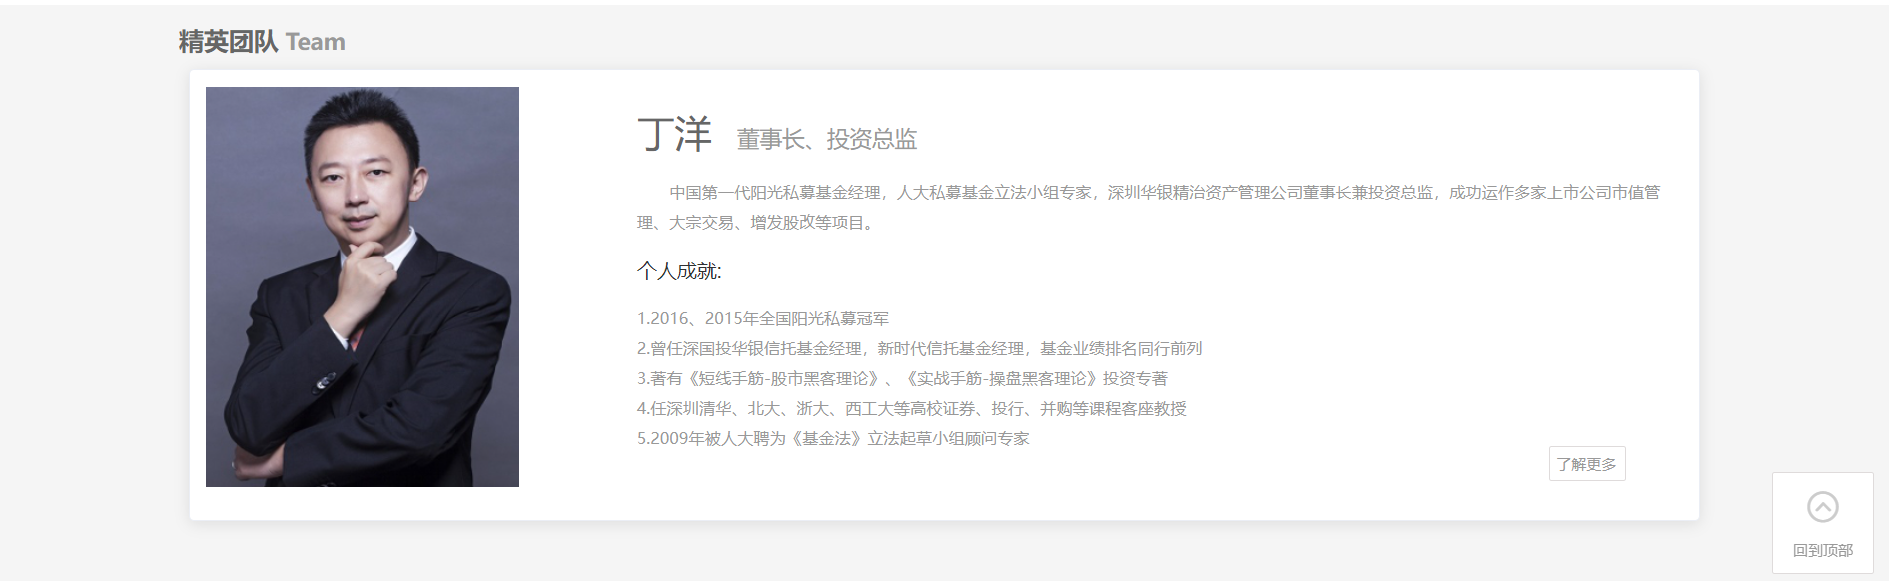 精英团队 Team
丁洋 董事长、投资总监
中国第一代阳光私募基金经理，人大私募基金立法小组专家，深圳华银精治资产管理公司董事长兼投资总监，成功运作多家上市公司市值管
理、大宗交易、增发股改等项目。
个人成就:
1.2016、2015年全国阳光私募冠军
2.曾任深国投华银信托基金经理，新时代信托基金经理，基金业绩排名同行前列
3.著有《短线手筋-股市黑客理论》、《实战手筋-操盘黑客理论》投资专著
4.任深圳清华、北大、浙大、西工大等高校证券、投行、并购等课程客座教授
5.2009年被人大聘为《基金法》立法起草小组顾问专家
了解更多
回到顶部